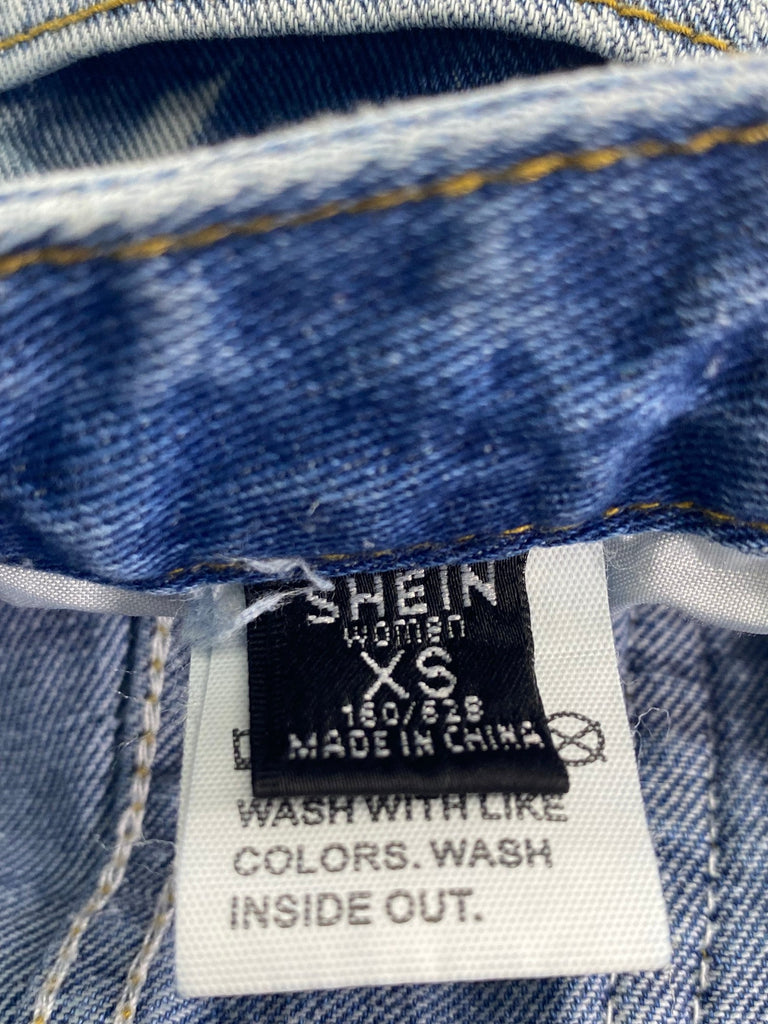 SHEIN
women
XS
160/62B
MADE IN CHINA
WASH WITH LIKE
COLORS. WASH
INSIDE OUT.